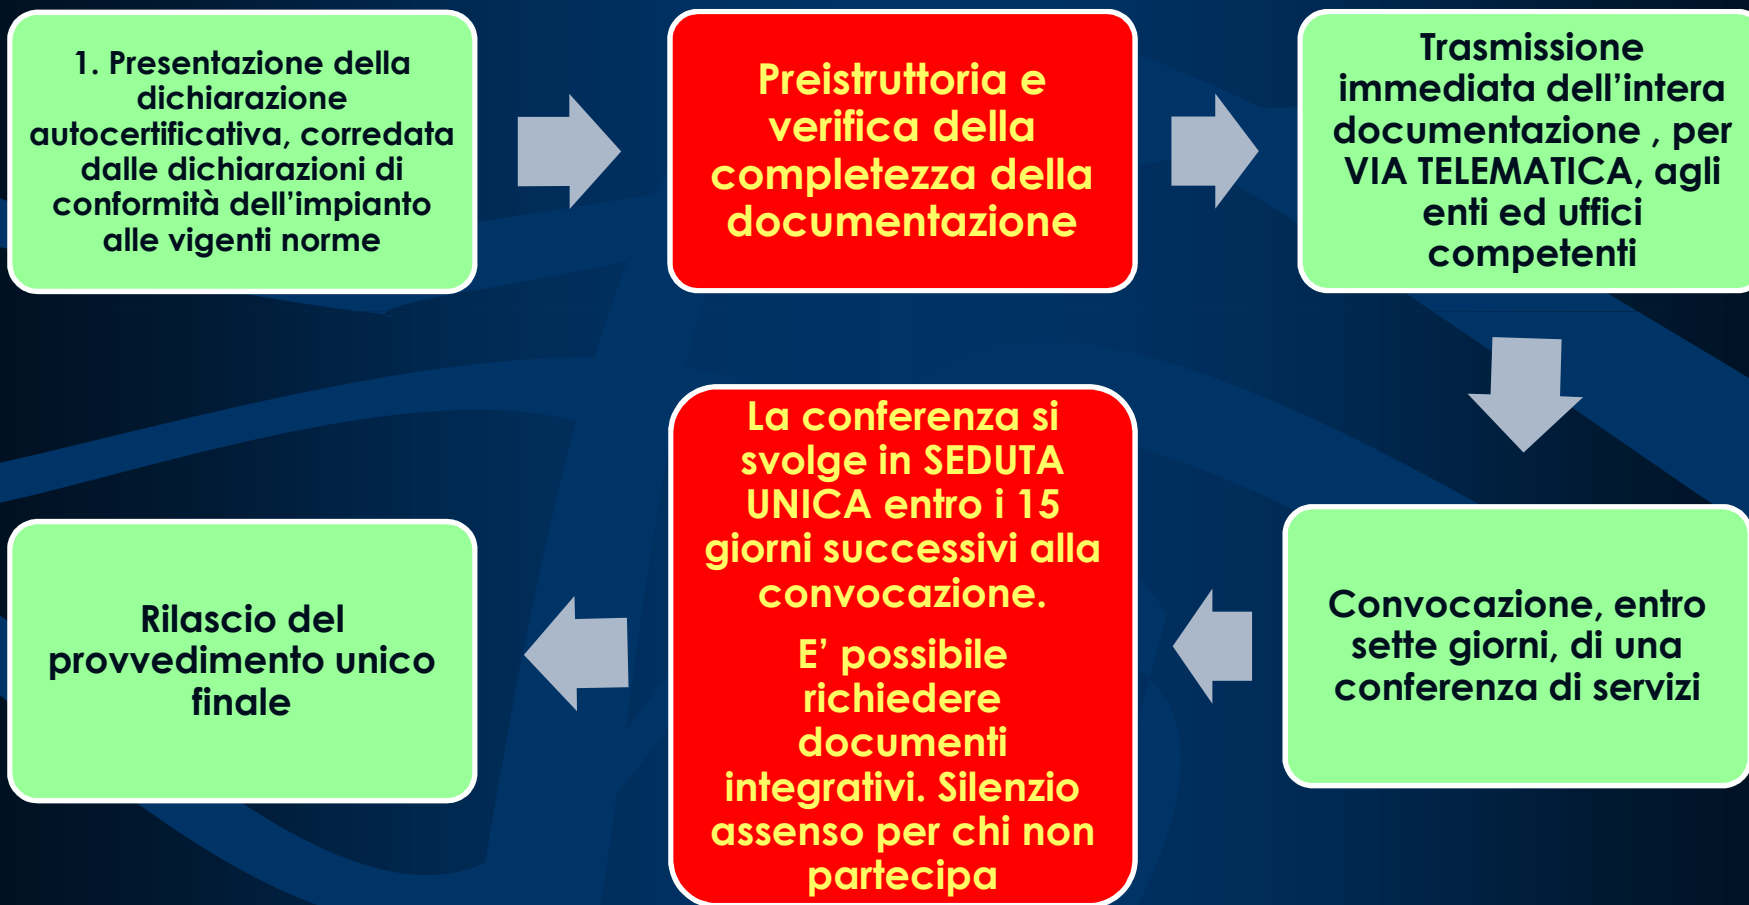 1. Presentazione della
dichiarazione
autocertificativa, corredata
dalle dichiarazioni di
conformità dell'impianto
alle vigenti norme
Preistruttoria e
verifica della
completezza della
documentazione
Trasmissione
immediata dell'intera
documentazione , per
VIA TELEMATICA, agli
enti ed uffici
competenti
Convocazione, entro
sette giorni, di una
conferenza di servizi
La conferenza si
svolge in SEDUTA
UNICA entro i 15
giorni successivi alla
convocazione.
E' possibile
richiedere
documenti
integrativi. Silenzio
assenso per chi non
partecipa
Rilascio del
provvedimento unico
finale